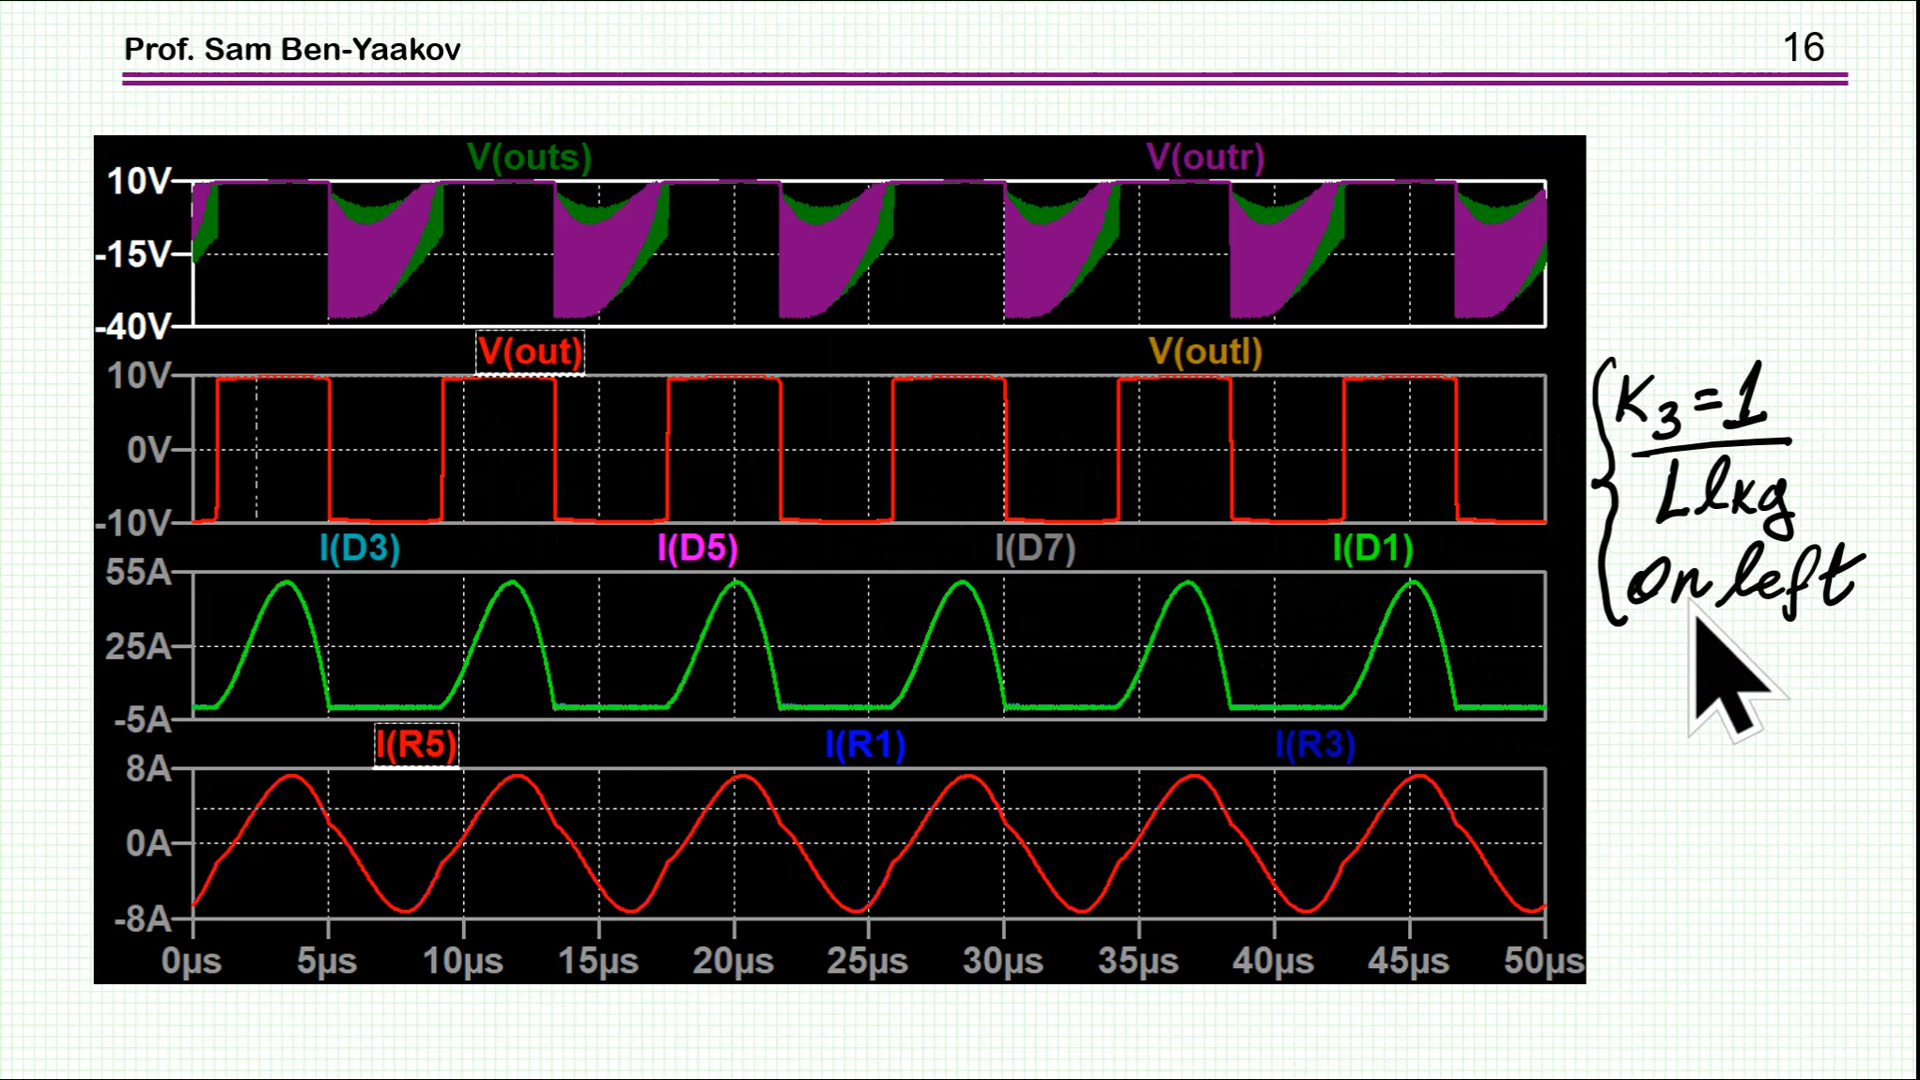 Prof. Sam Ben-Yaakov 16
V(outs) V(outr)
10V
-15V
-40V
V(out) V(outl)
10V
0V
-10V
I(D3) I(D5) I(D7) I(D1)
55A
25A
-5A
I(R5) I(R1) I(R3)
8A
0A
-8A
0µs 5µs 10µs 15µs 20µs 25µs 30µs 35µs 40µs 45µs 50µs
K3=1
Llkg
on left